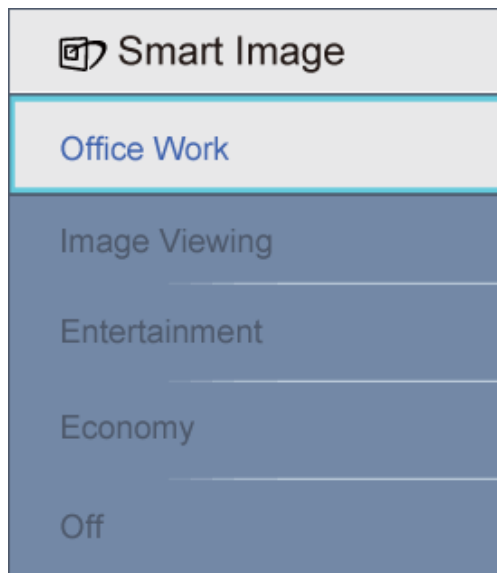 Smart Image
Office Work
Image Viewing
Entertainment
Economy
Off